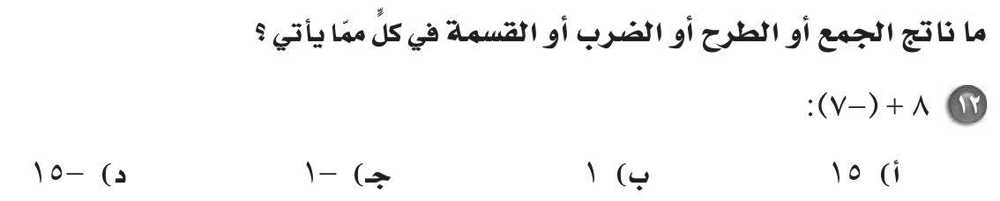 ما ناتج الجمع أو الطرح أو الضرب أو القسمة في كلٍّ ممّا يأتي ؟
١٢ ٨ + (−٧):
أ) ١٥ ب) ١ جـ) −١ د) −١٥